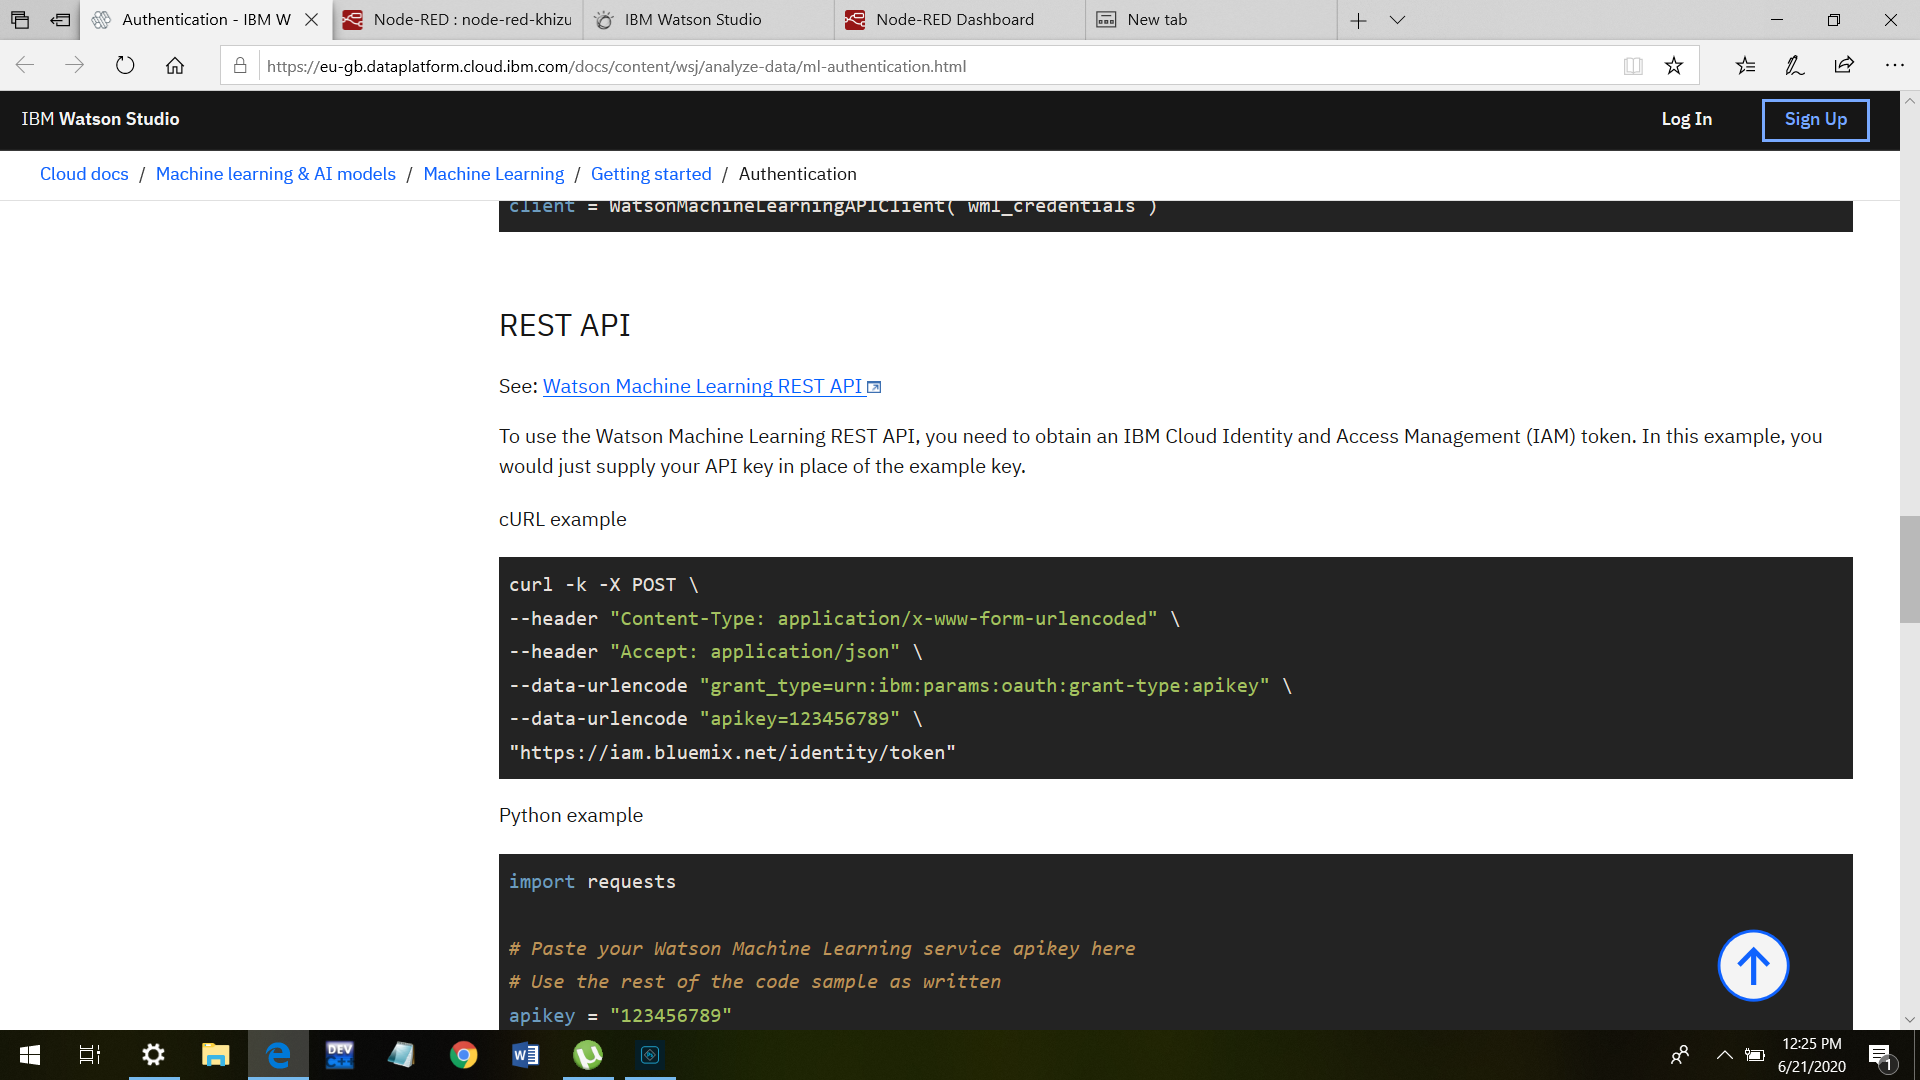 Authentication - IBM W
Node-RED : node-red-khizu
IBM Watson Studio
Node-RED Dashboard
New tab
https://eu-gb.dataplatform.cloud.ibm.com/docs/content/wsj/analyze-data/ml-authentication.html
IBM Watson Studio
Log In
Sign Up
Cloud docs / Machine learning & AI models / Machine Learning / Getting started / Authentication
client = WatsonMachineLearningAPIClient( wml_credentials )
REST API
See: Watson Machine Learning REST API
To use the Watson Machine Learning REST API, you need to obtain an IBM Cloud Identity and Access Management (IAM) token. In this example, you
would just supply your API key in place of the example key.
cURL example
curl -k -X POST \
--header "Content-Type: application/x-www-form-urlencoded" \
--header "Accept: application/json" \
--data-urlencode "grant_type=urn:ibm:params:oauth:grant-type:apikey" \
--data-urlencode "apikey=123456789" \
"https://iam.bluemix.net/identity/token"
Python example
import requests
# Paste your Watson Machine Learning service apikey here
# Use the rest of the code sample as written
apikey = "123456789"
DEV
C++
W
12:25 PM
6/21/2020
1